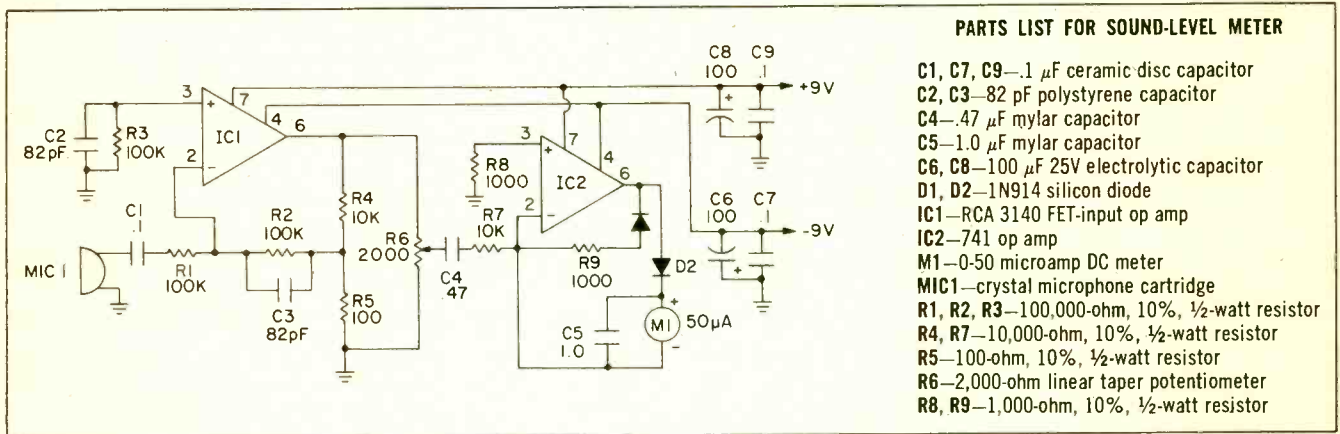 C2
82pF
R3
100K
3
+
2
–
7
4
6
IC1
C1
.1
MIC 1
R1
100K
R2
100K
C3
82pF
R4
10K
R5
100
R6
2000
C4
.47
R7
10K
R8
1000
3
+
2
–
7
4
6
IC2
R9
1000
D2
C5
1.0
+
M1
50μA
–
C8
100
+
C9
.1
+9V
C6
100
+
C7
.1
-9V
PARTS LIST FOR SOUND-LEVEL METER
C1, C7, C9—.1 μF ceramic disc capacitor
C2, C3—82 pF polystyrene capacitor
C4—.47 μF mylar capacitor
C5—1.0 μF mylar capacitor
C6, C8—100 μF 25V electrolytic capacitor
D1, D2—1N914 silicon diode
IC1—RCA 3140 FET-input op amp
IC2—741 op amp
M1—0-50 microamp DC meter
MIC1—crystal microphone cartridge
R1, R2, R3—100,000-ohm, 10%, ½-watt resistor
R4, R7—10,000-ohm, 10%, ½-watt resistor
R5—100-ohm, 10%, ½-watt resistor
R6—2,000-ohm linear taper potentiometer
R8, R9—1,000-ohm, 10%, ½-watt resistor